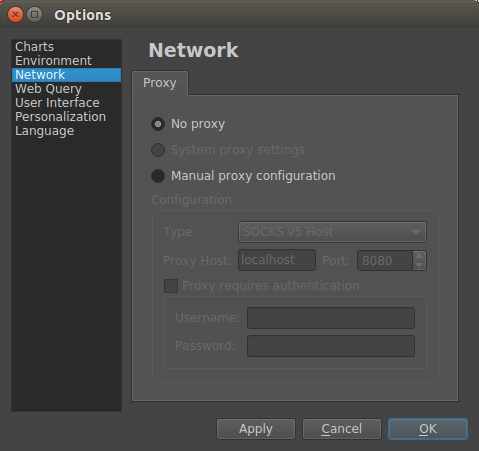 Options
Charts
Environment
Network
Web Query
User Interface
Personalization
Language
Network
Proxy
No proxy
System proxy settings
Manual proxy configuration
Configuration
Type SOCKS v5 Host
Proxy Host: localhost Port: 8080
Proxy requires authentication
Username:
Password:
Apply Cancel OK